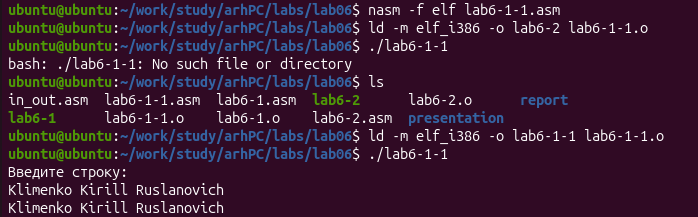 ubuntu@ubuntu:~/work/study/arhPC/labs/lab06$ nasm -f elf lab6-1-1.asm
ubuntu@ubuntu:~/work/study/arhPC/labs/lab06$ ld -m elf_i386 -o lab6-2 lab6-1-1.o
ubuntu@ubuntu:~/work/study/arhPC/labs/lab06$ ./lab6-1-1
bash: ./lab6-1-1: No such file or directory
ubuntu@ubuntu:~/work/study/arhPC/labs/lab06$ ls
in_out.asm  lab6-1-1.asm  lab6-1.asm  lab6-2      lab6-2.o      report
lab6-1      lab6-1-1.o    lab6-1.o    lab6-2.asm  presentation
ubuntu@ubuntu:~/work/study/arhPC/labs/lab06$ ld -m elf_i386 -o lab6-1-1 lab6-1-1.o
ubuntu@ubuntu:~/work/study/arhPC/labs/lab06$ ./lab6-1-1
Введите строку:
Klimenko Kirill Ruslanovich
Klimenko Kirill Ruslanovich